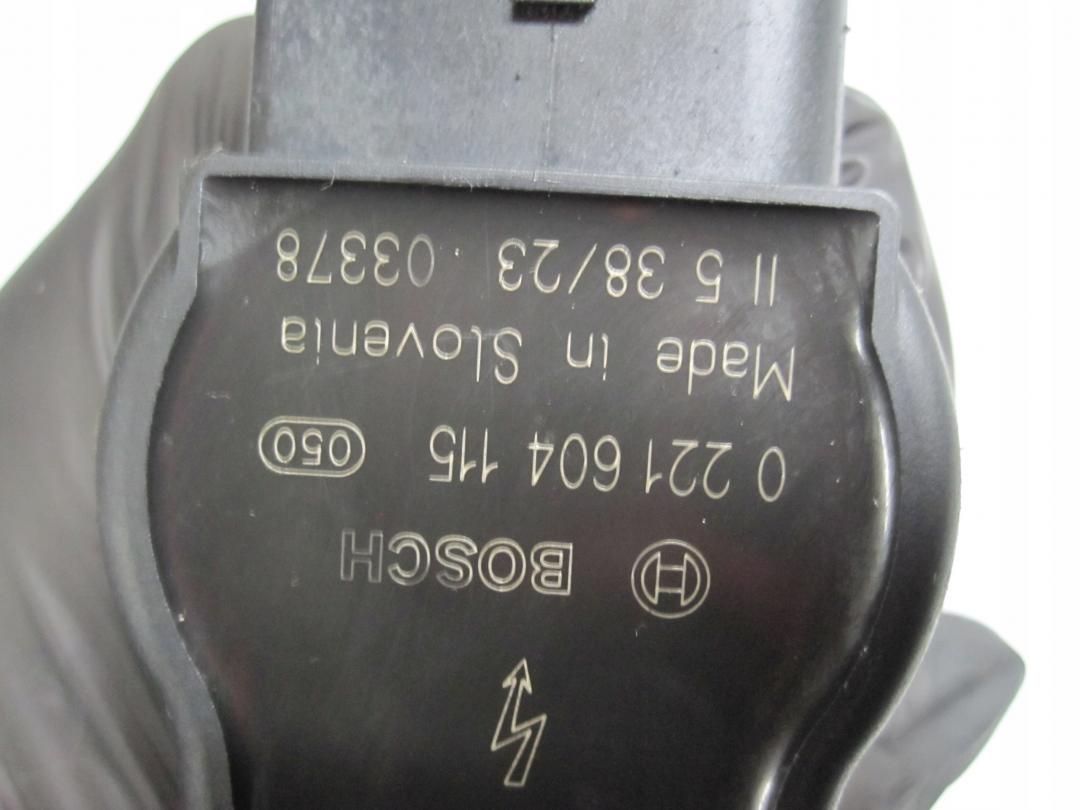 BOSCH
0 221 604 115 050
Made in Slovenia
II 5 38/23 03378